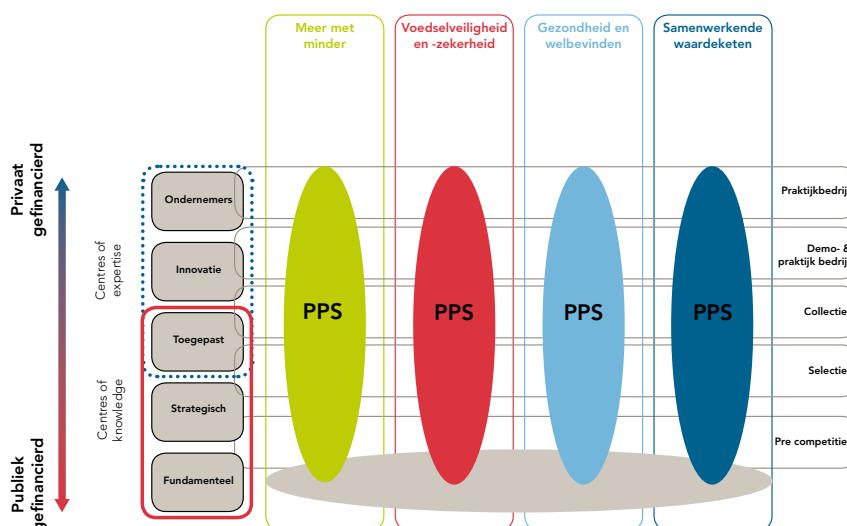 Meer met
minder
Voedselveiligheid
en -zekerheid
Gezondheid en
welbevinden
Samenwerkende
waardeketen
Privaat
gefinancierd
Publiek
gefinancierd
Centres of
expertise
Centres of
knowledge
Ondernemers
Innovatie
Toegepast
Strategisch
Fundamenteel
PPS
PPS
PPS
PPS
Praktijkbedrij
Demo- &
praktijk bedrij
Collectie
Selectie
Pre competitie